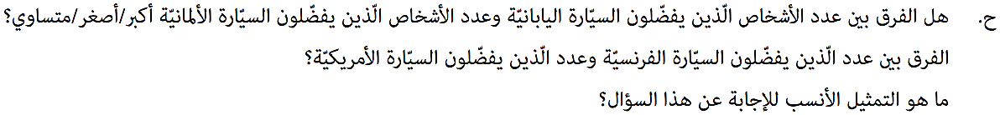 ح. هل الفرق بين عدد الأشخاص الّذين يفضّلون السيّارة اليابانيّة وعدد الأشخاص الّذين يفضّلون السيّارة الألمانيّة أكبر/أصغر/متساوي؟
الفرق بين عدد الّذين يفضّلون السيّارة الفرنسيّة وعدد الّذين يفضّلون السيّارة الأمريكيّة؟
ما هو التمثيل الأنسب للإجابة عن هذا السؤال؟